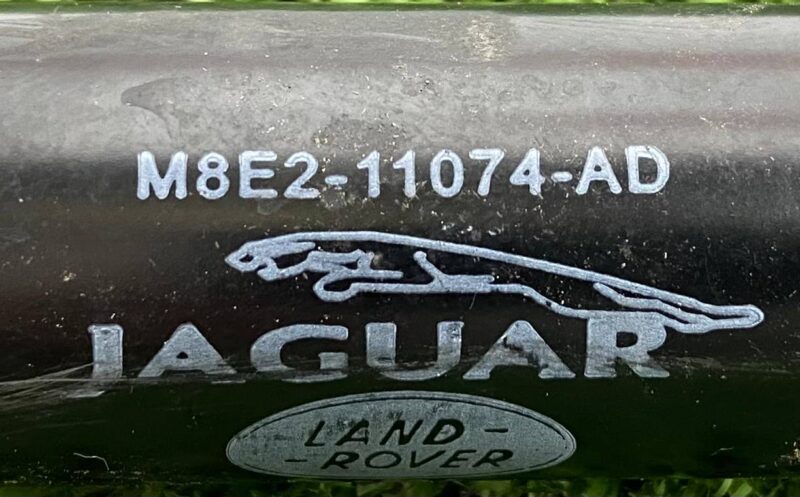 M8E2-11074-AD
JAGUAR
LAND -
- ROVER